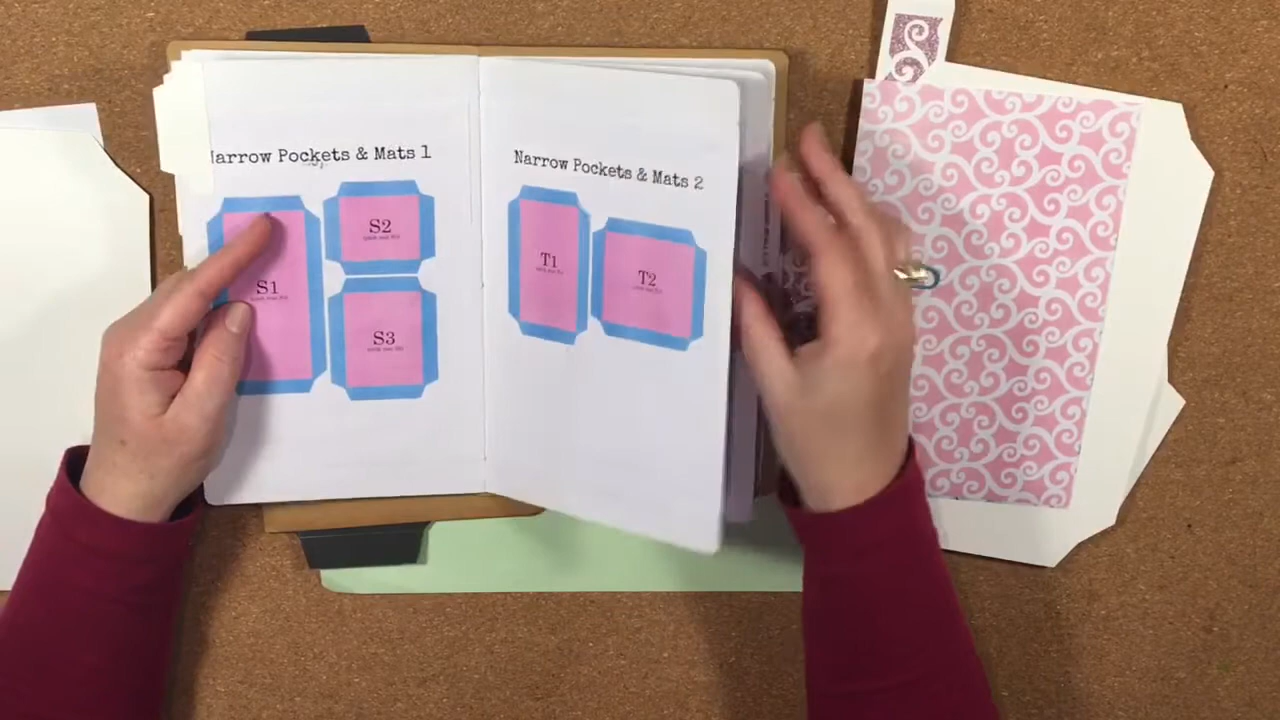 Narrow Pockets & Mats 1
S1
S2
S3
Narrow Pockets & Mats 2
T1
T2